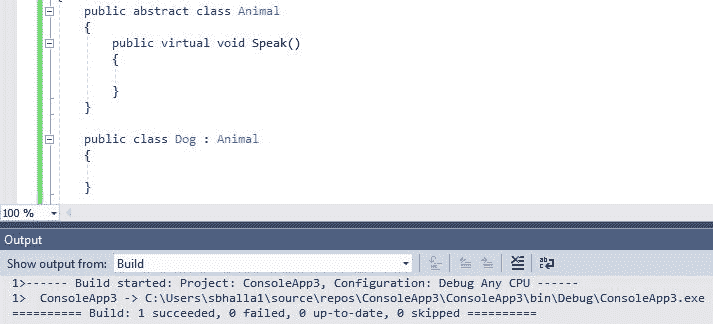 public abstract class Animal
{
public virtual void Speak()
{
}
}
public class Dog : Animal
{
}
100 %
Output
Show output from: Build
1>------ Build started: Project: ConsoleApp3, Configuration: Debug Any CPU ------
1>  ConsoleApp3 -> C:\Users\sbhalla1\source\repos\ConsoleApp3\ConsoleApp3\bin\Debug\ConsoleApp3.exe
========== Build: 1 succeeded, 0 failed, 0 up-to-date, 0 skipped ==========